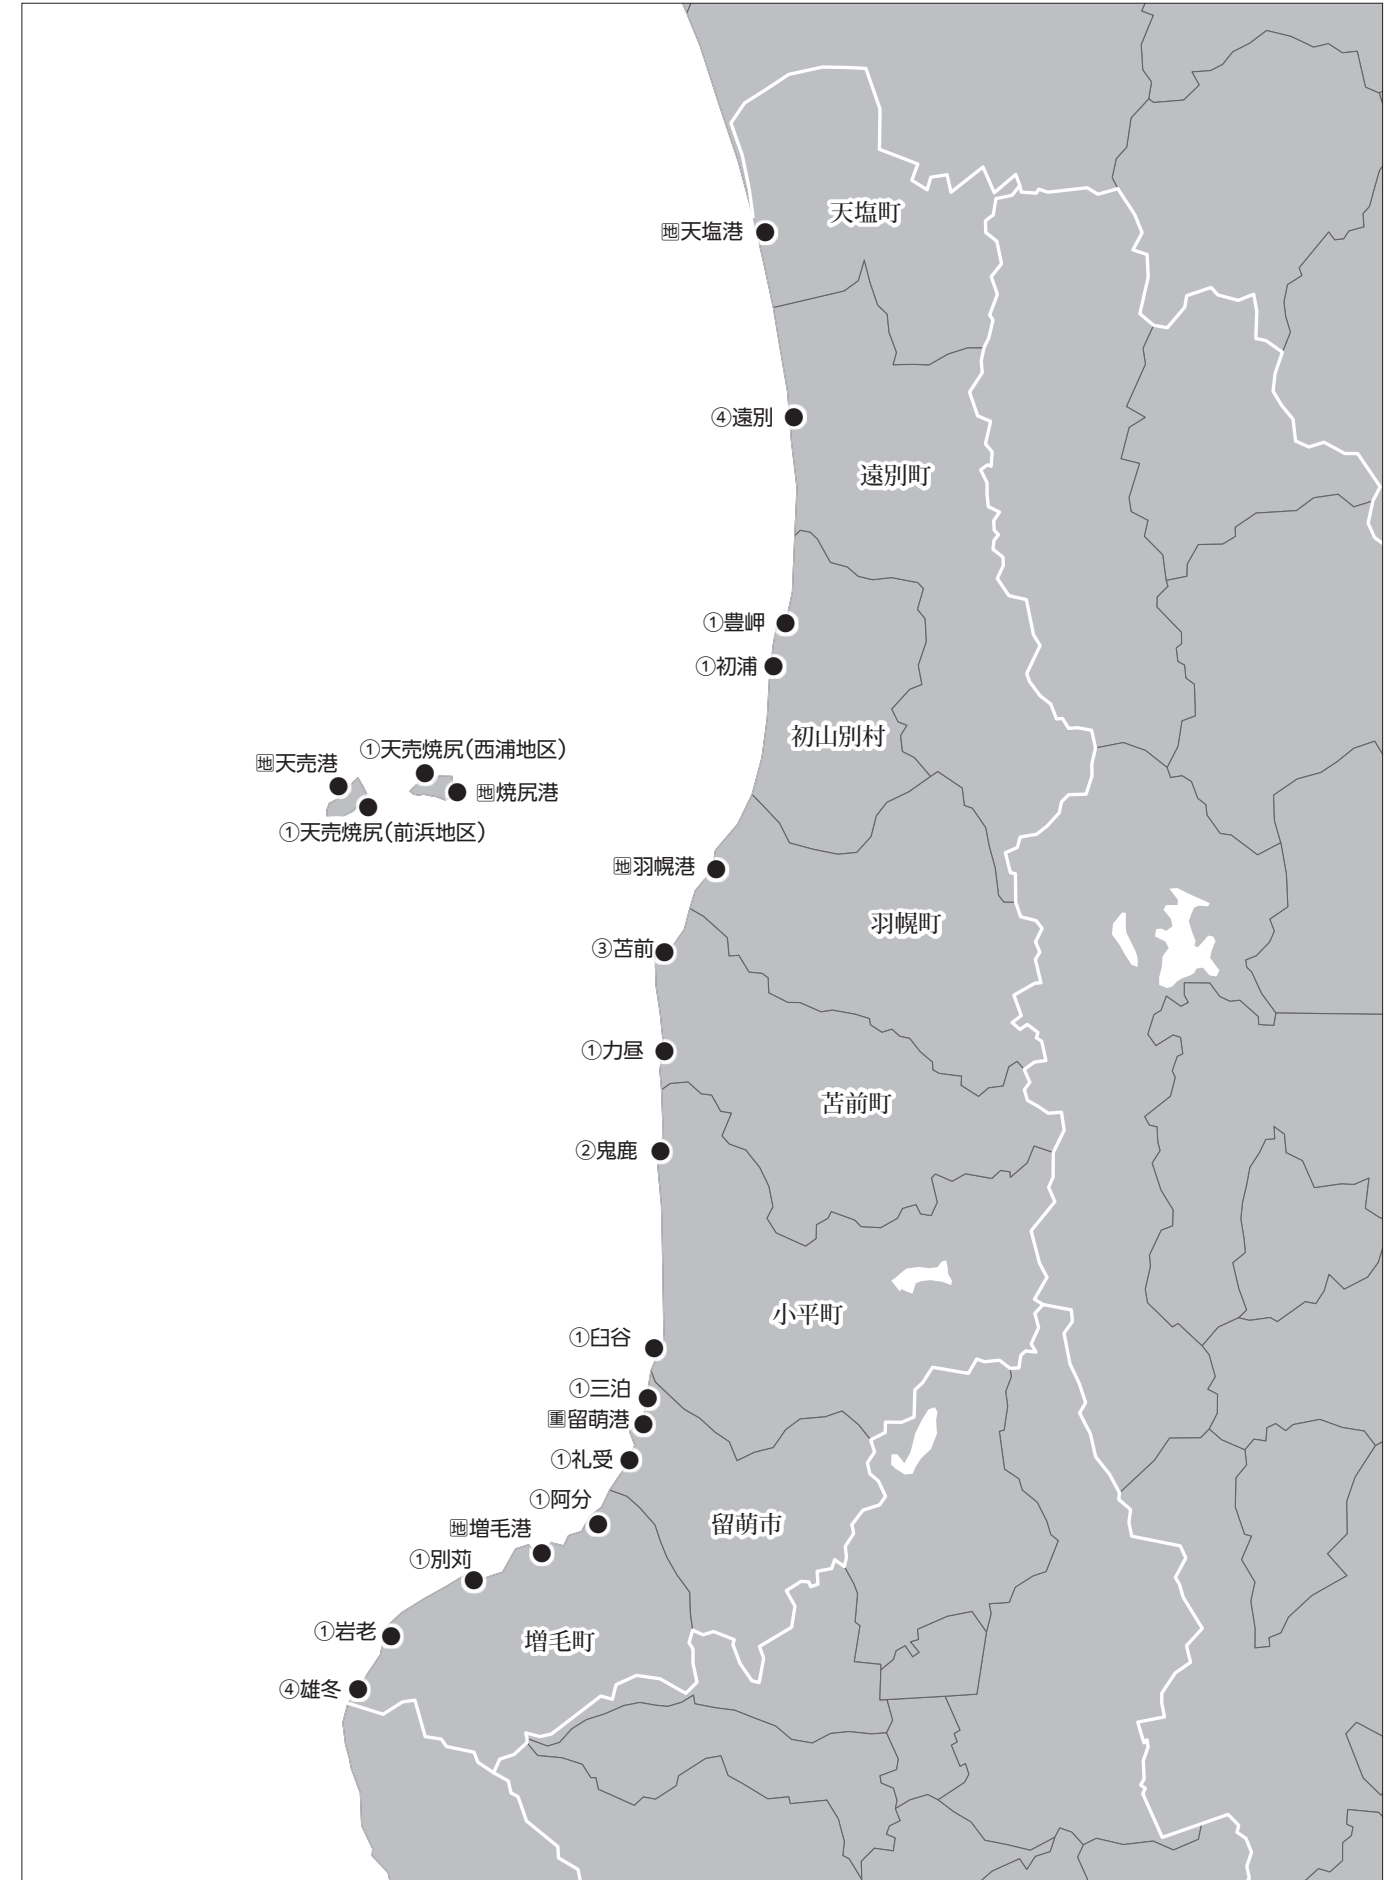 天塩町
🈯地天塩港
④遠別
遠別町
①豊岬
①初浦
初山別村
①天売焼尻(西浦地区)
地天売港
地焼尻港
①天売焼尻(前浜地区)
地羽幌港
羽幌町
③苫前
①力昼
苫前町
②鬼鹿
小平町
①臼谷
①三泊
重留萌港
①礼受
①阿分
留萌市
地増毛港
①別苅
①岩老
増毛町
④雄冬